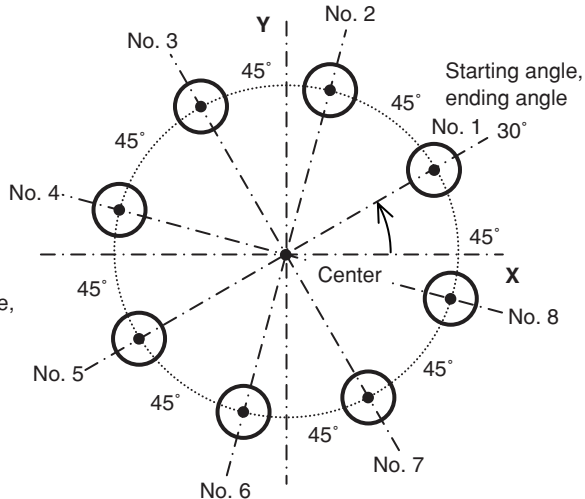 Y
No. 2
No. 3
45˚
Starting angle,
ending angle
45˚
No. 1
30˚
45˚
No. 4
45˚
X
Center
45˚
e,
No. 8
No. 5
45˚
45˚
45˚
No. 7
No. 6